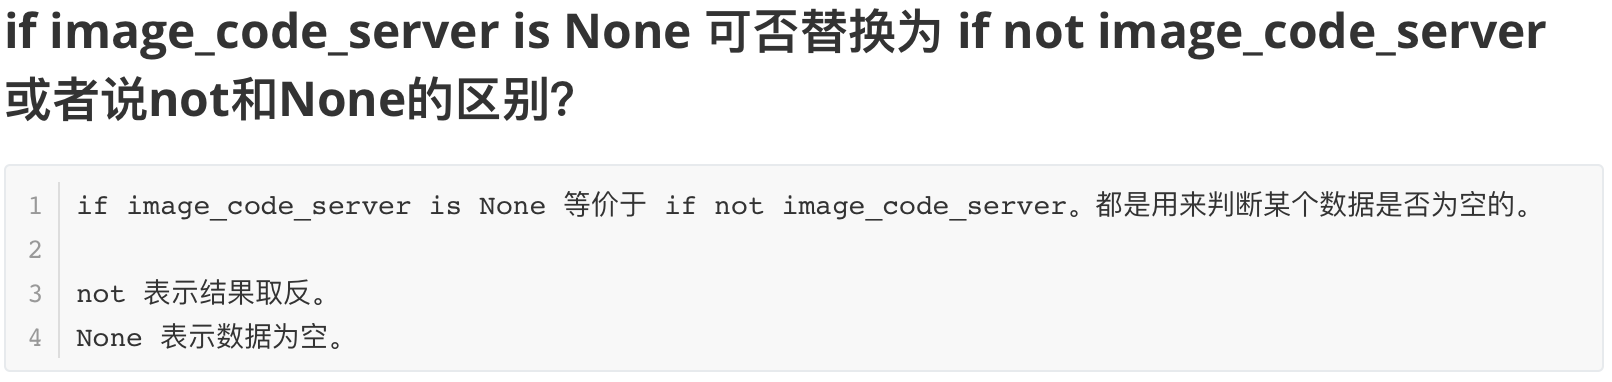 if image_code_server is None 可否替换为 if not image_code_server
或者说not和None的区别?
1 if image_code_server is None 等价于 if not image_code_server。都是用来判断某个数据是否为空的。
2
3 not 表示结果取反。
4 None 表示数据为空。